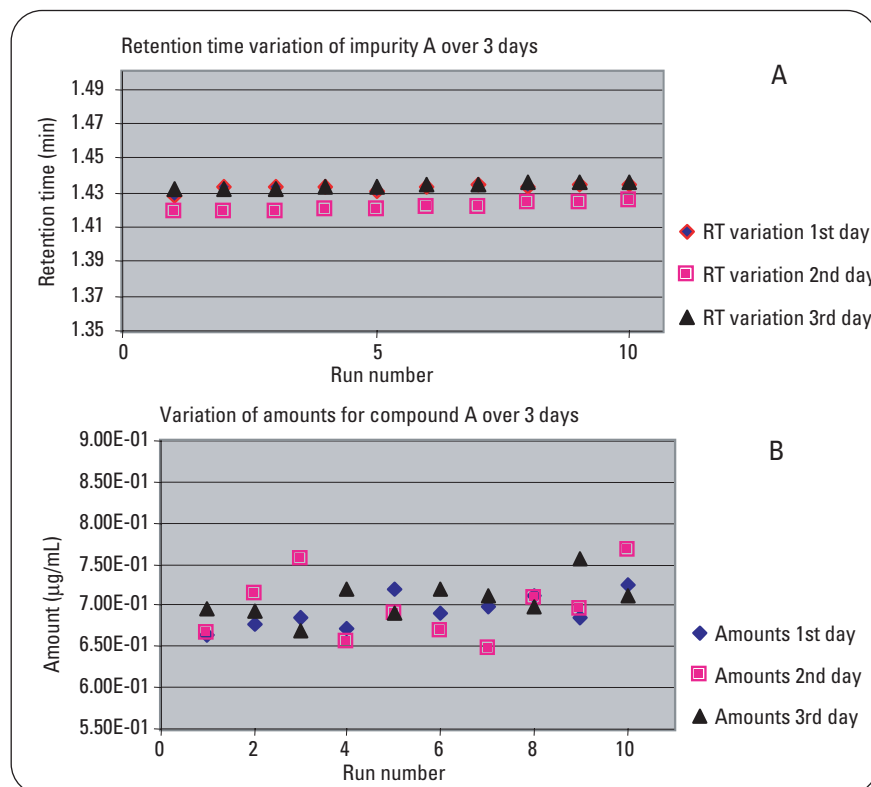 Retention time variation of impurity A over 3 days
A
Retention time (min)
1.49
1.47
1.45
1.43
1.41
1.39
1.37
1.35
0
5
10
Run number
RT variation 1st day
RT variation 2nd day
RT variation 3rd day
Variation of amounts for compound A over 3 days
B
Amount (µg/mL)
9.00E-01
8.50E-01
8.00E-01
7.50E-01
7.00E-01
6.50E-01
6.00E-01
5.50E-01
0
2
4
6
8
10
Run number
Amounts 1st day
Amounts 2nd day
Amounts 3rd day